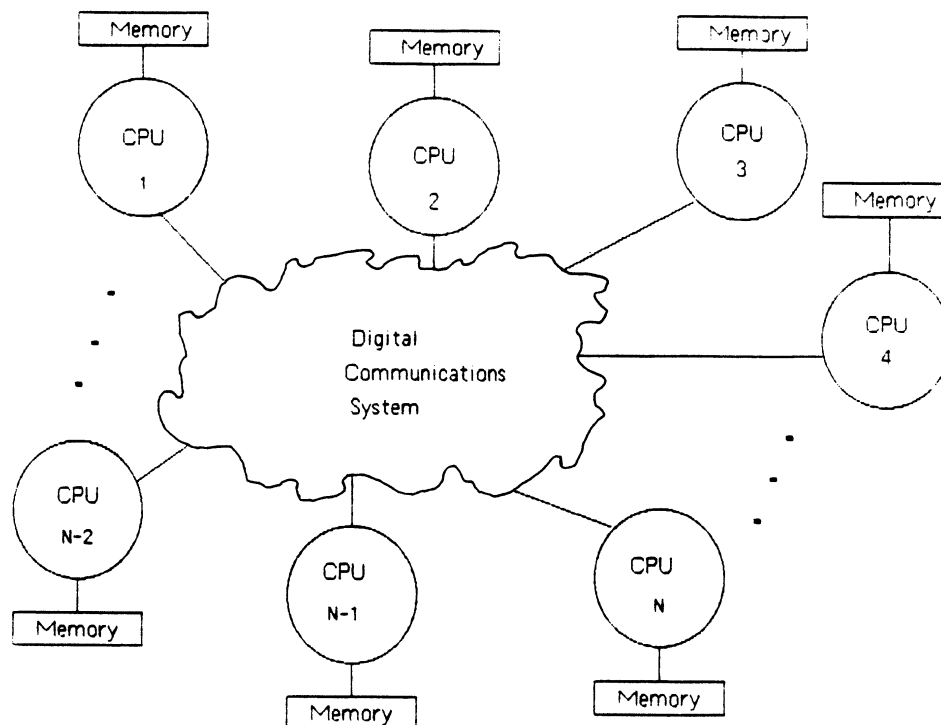 Memory
CPU
1
Memory
CPU
2
Memory
CPU
3
Memory
CPU
4
Digital
Communications
System
CPU
N-2
Memory
CPU
N-1
Memory
CPU
N
Memory